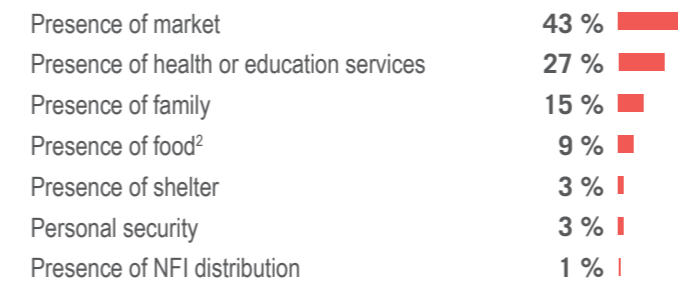 Presence of market 43 %
Presence of health or education services 27 %
Presence of family 15 %
Presence of food² 9 %
Presence of shelter 3 %
Personal security 3 %
Presence of NFI distribution 1 %